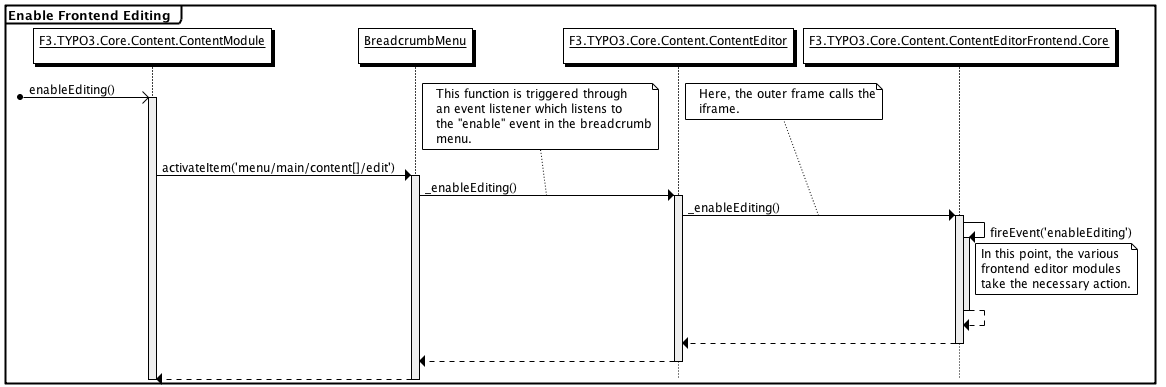 Enable Frontend Editing
F3.TYPO3.Core.Content.ContentModule
BreadcrumbMenu
F3.TYPO3.Core.Content.ContentEditor
F3.TYPO3.Core.Content.ContentEditorFrontend.Core
enableEditing()
This function is triggered through
an event listener which listens to
the "enable" event in the breadcrumb
menu.
Here, the outer frame calls the
iframe.
activateItem('menu/main/content[]/edit')
_enableEditing()
_enableEditing()
fireEvent('enableEditing')
In this point, the various
frontend editor modules
take the necessary action.